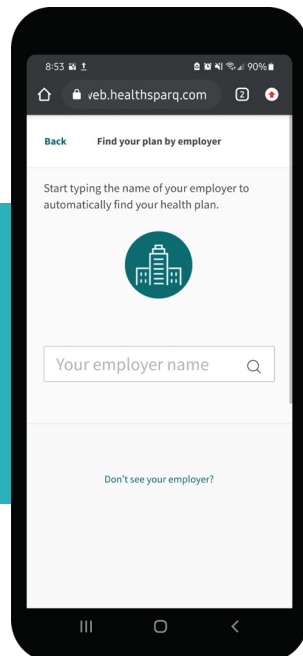 8:53
90%
veb.healthsparq.com
2
Back
Find your plan by employer
Start typing the name of your employer to
automatically find your health plan.
Your employer name
Don't see your employer?